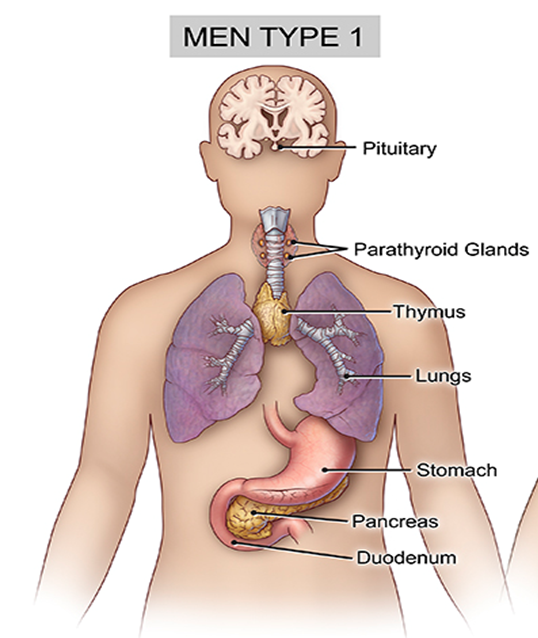 MEN TYPE 1
Pituitary
Parathyroid Glands
Thymus
Lungs
Stomach
Pancreas
Duodenum